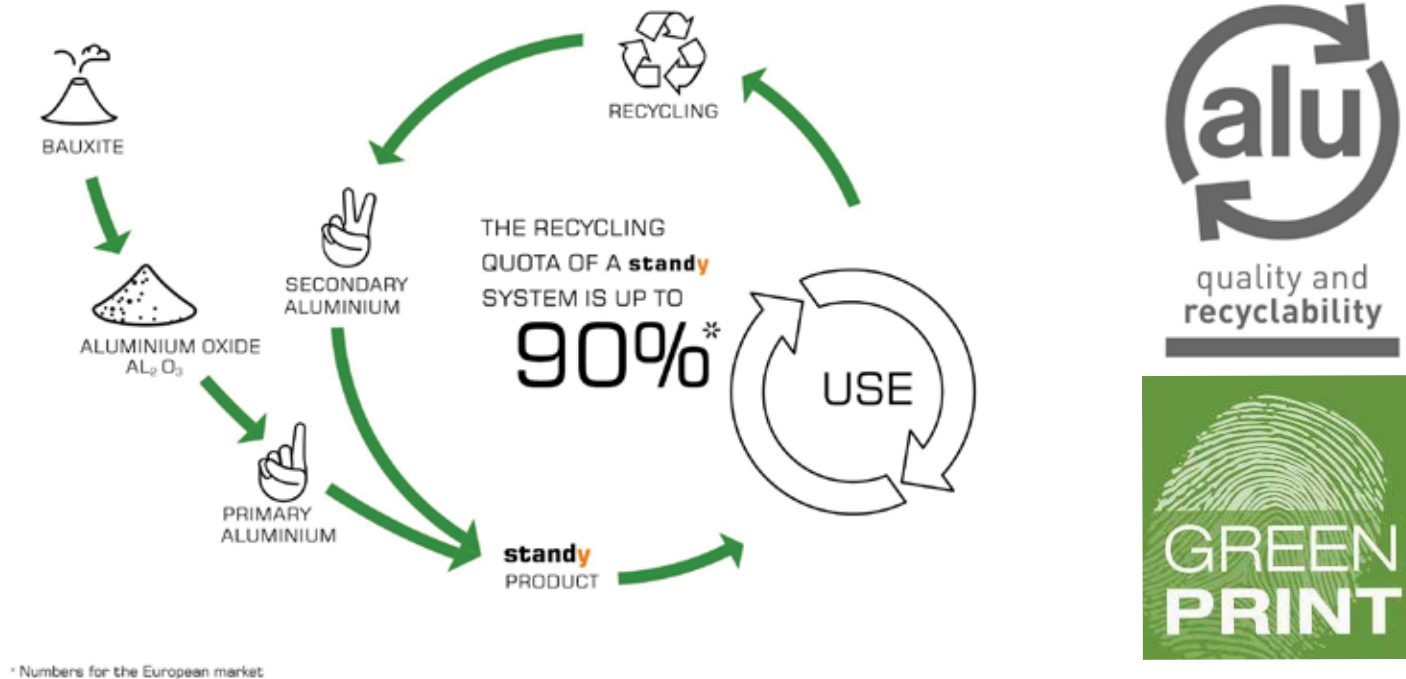 BAUXITE
ALUMINIUM OXIDE
AL₂ O₃
PRIMARY
ALUMINIUM
SECONDARY
ALUMINIUM
RECYCLING
THE RECYCLING
QUOTA OF A standy
SYSTEM IS UP TO
90%*
USE
standy
PRODUCT
* Numbers for the European market
alu
quality and
recyclability
GREEN
PRINT